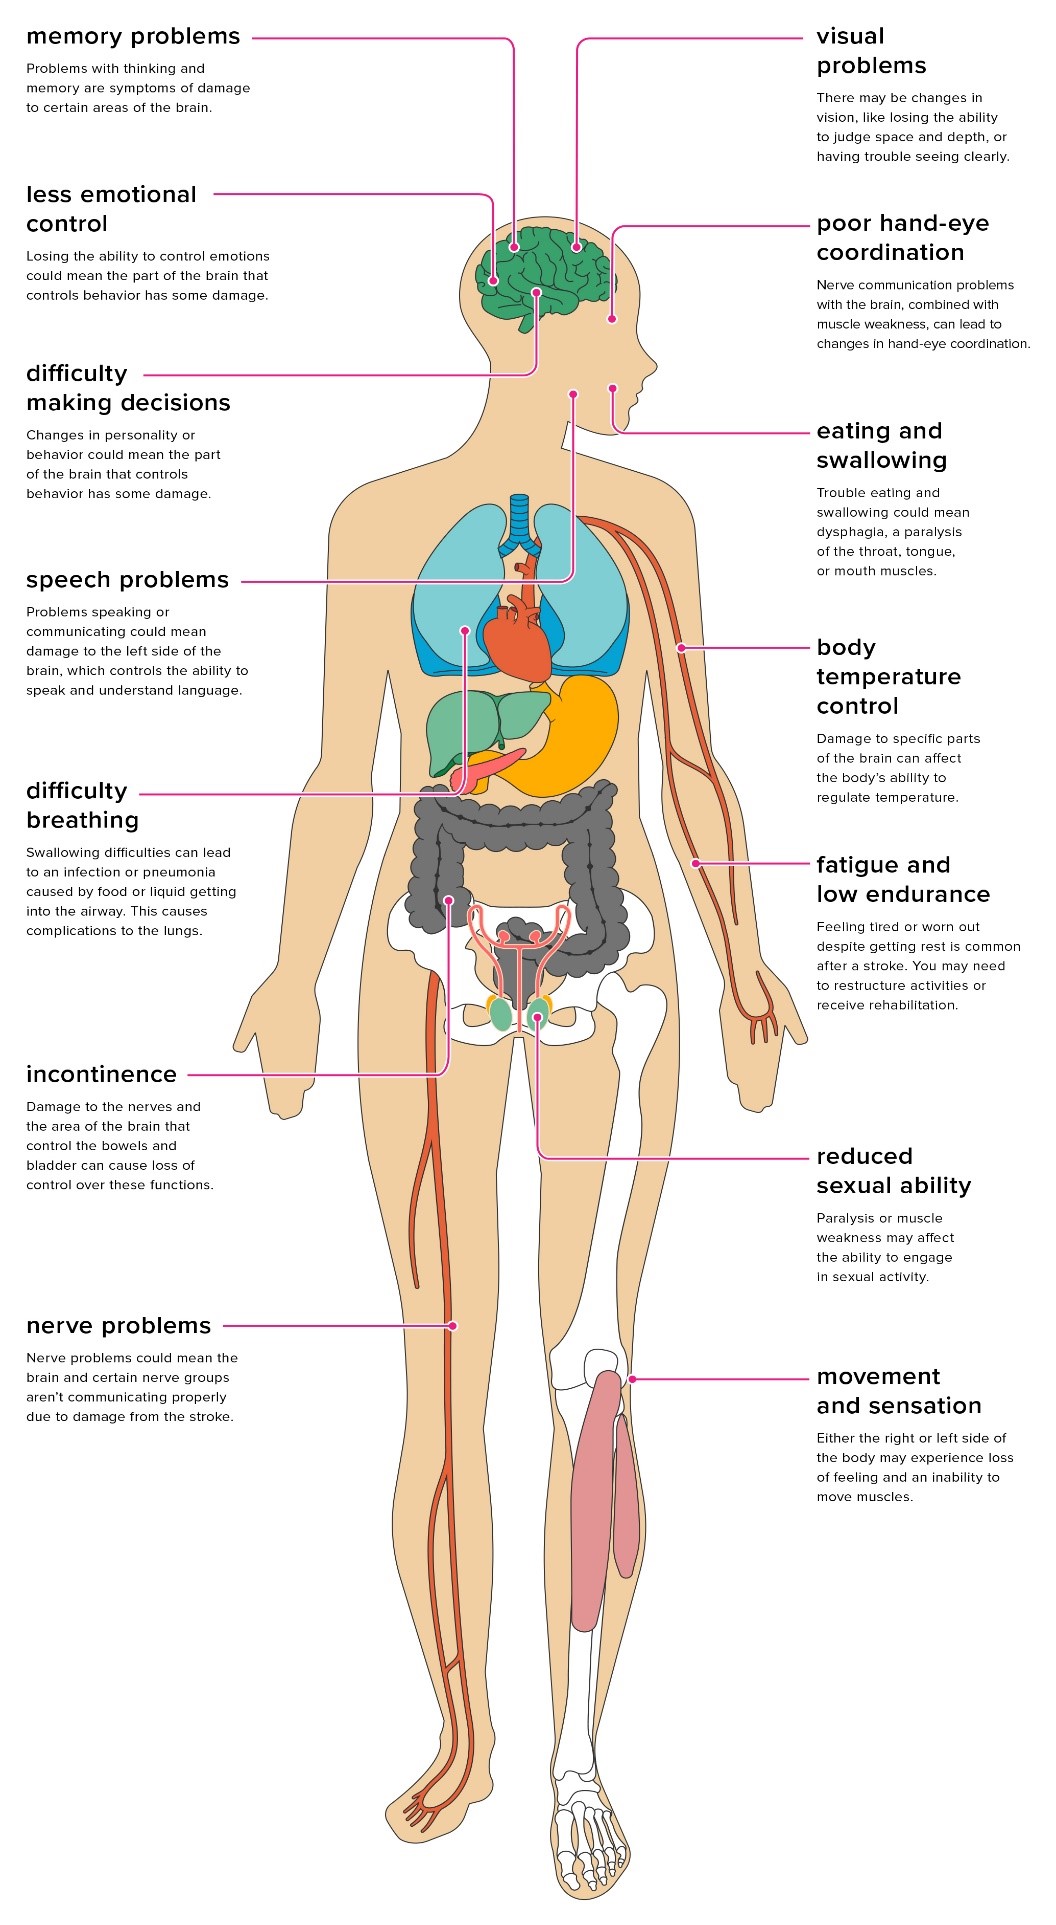 memory problems
Problems with thinking and
memory are symptoms of damage
to certain areas of the brain.
less emotional
control
Losing the ability to control emotions
could mean the part of the brain that
controls behavior has some damage.
difficulty
making decisions
Changes in personality or
behavior could mean the part
of the brain that controls
behavior has some damage.
speech problems
Problems speaking or
communicating could mean
damage to the left side of the
brain, which controls the ability to
speak and understand language.
difficulty
breathing
Swallowing difficulties can lead
to an infection or pneumonia
caused by food or liquid getting
into the airway. This causes
complications to the lungs.
incontinence
Damage to the nerves and
the area of the brain that
control the bowels and
bladder can cause loss of
control over these functions.
nerve problems
Nerve problems could mean the
brain and certain nerve groups
aren't communicating properly
due to damage from the stroke.
visual
problems
There may be changes in
vision, like losing the ability
to judge space and depth, or
having trouble seeing clearly.
poor hand-eye
coordination
Nerve communication problems
with the brain, combined with
muscle weakness, can lead to
changes in hand-eye coordination.
eating and
swallowing
Trouble eating and
swallowing could mean
dysphagia, a paralysis
of the throat, tongue,
or mouth muscles.
body
temperature
control
Damage to specific parts
of the brain can affect
the body's ability to
regulate temperature.
fatigue and
low endurance
Feeling tired or worn out
despite getting rest is common
after a stroke. You may need
to restructure activities or
receive rehabilitation.
reduced
sexual ability
Paralysis or muscle
weakness may affect
the ability to engage
in sexual activity.
movement
and sensation
Either the right or left side of
the body may experience loss
of feeling and an inability to
move muscles.